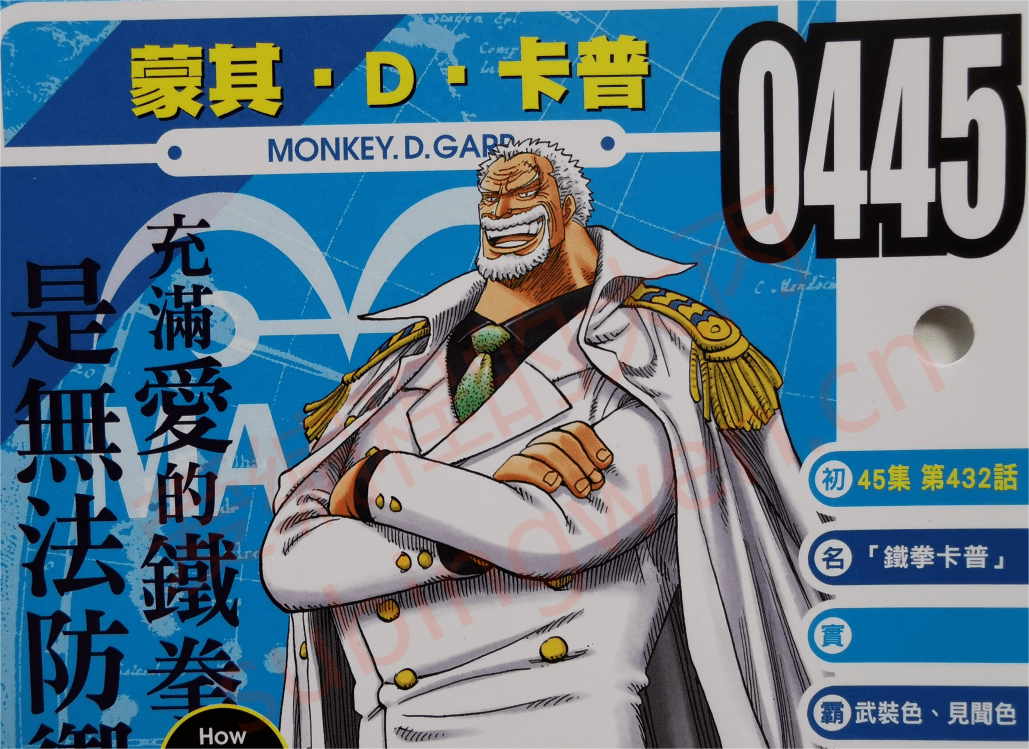 蒙其·D·卡普
MONKEY.D.GARP
0445
充滿愛的鐵拳
是無法防禦
初 45集 第432話
名 「鐵拳卡普」
實
霸 武裝色、見聞色
How